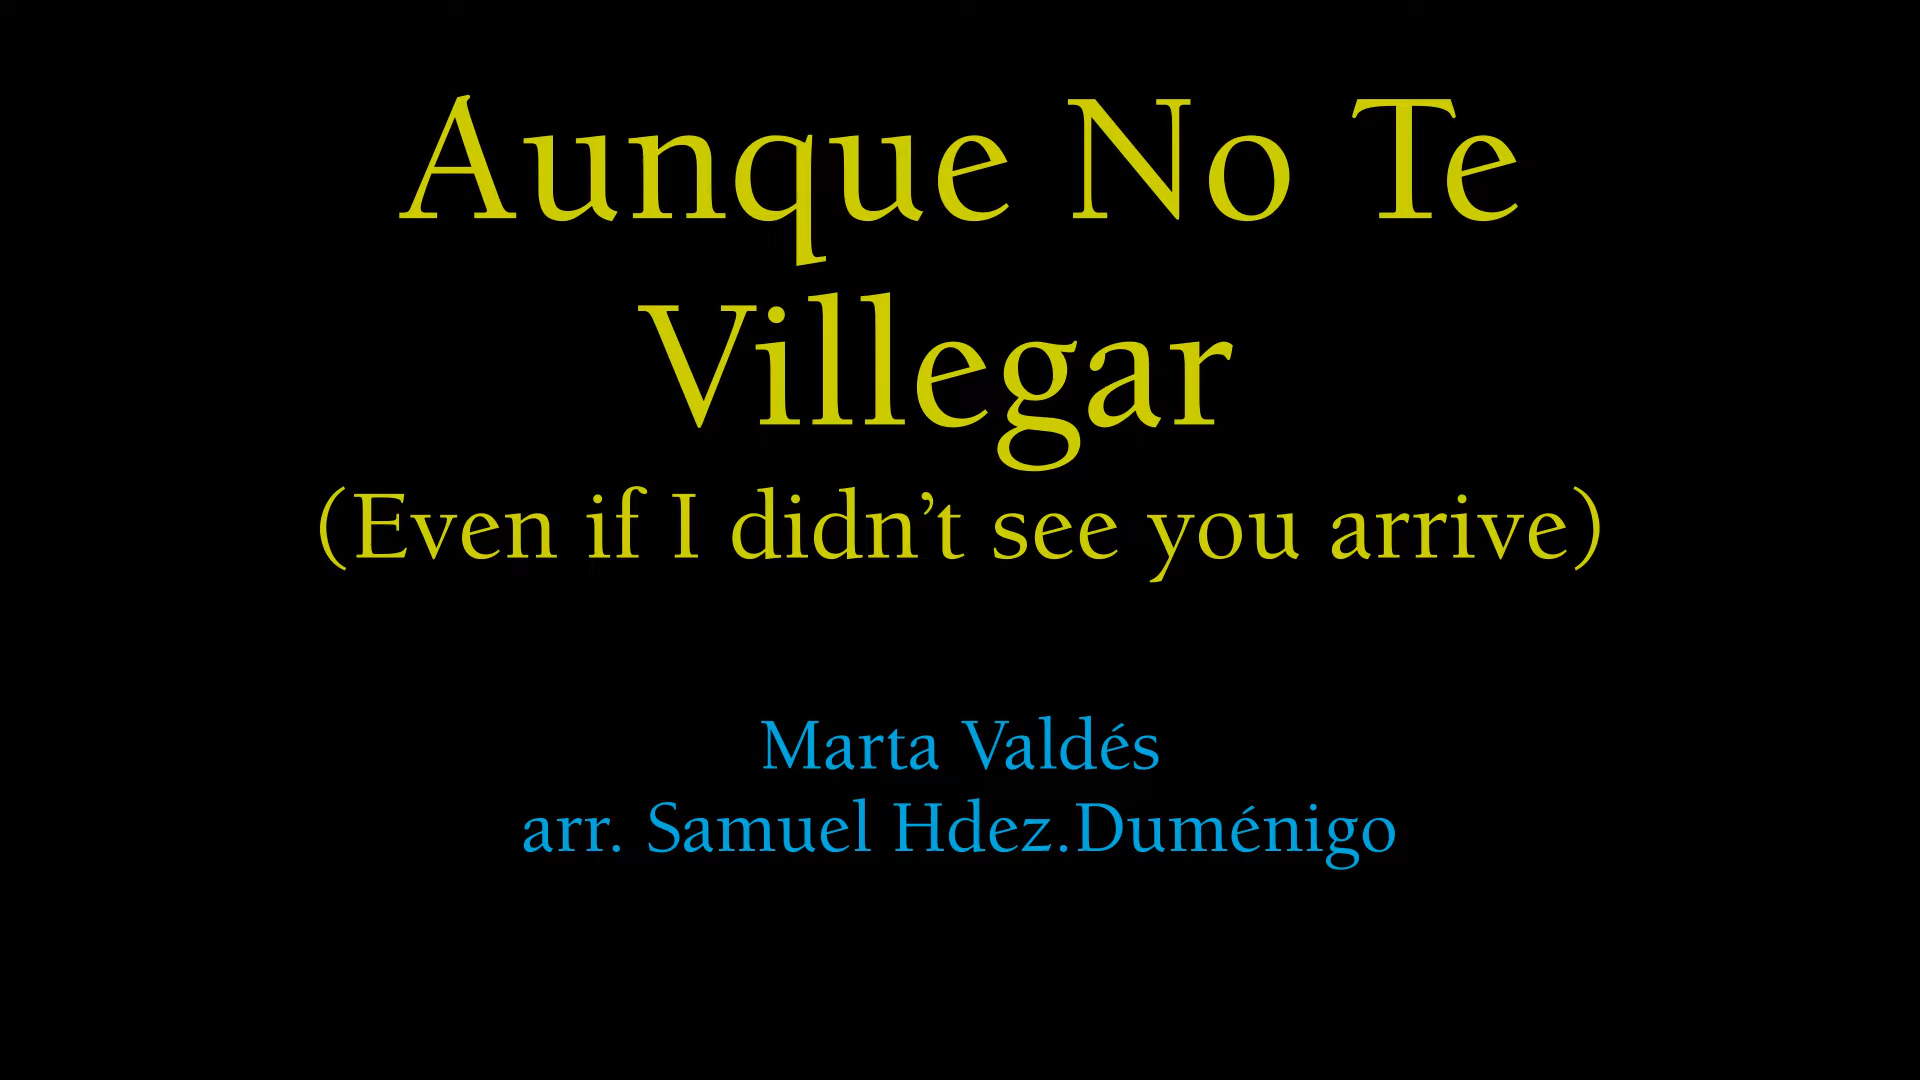 Aunque No Te
Villegar
(Even if I didn’t see you arrive)
Marta Valdés
arr. Samuel Hdez.Duménigo